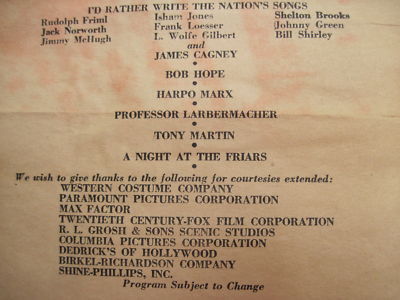 I'D RATHER WRITE THE NATION'S SONGS
Rudolph Friml Isham Jones Shelton Brooks
Jack Norworth Frank Loesser Johnny Green
Jimmy McHugh L. Wolfe Gilbert Bill Shirley
and
JAMES CAGNEY
•
BOB HOPE
•
HARPO MARX
•
PROFESSOR LARBERMACHER
•
TONY MARTIN
•
A NIGHT AT THE FRIARS
•
We wish to give thanks to the following for courtesies extended:
WESTERN COSTUME COMPANY
PARAMOUNT PICTURES CORPORATION
MAX FACTOR
TWENTIETH CENTURY-FOX FILM CORPORATION
R. L. GROSH & SONS SCENIC STUDIOS
COLUMBIA PICTURES CORPORATION
DEDRICK'S OF HOLLYWOOD
BIRKEL-RICHARDSON COMPANY
SHINE-PHILLIPS, INC.
Program Subject to Change